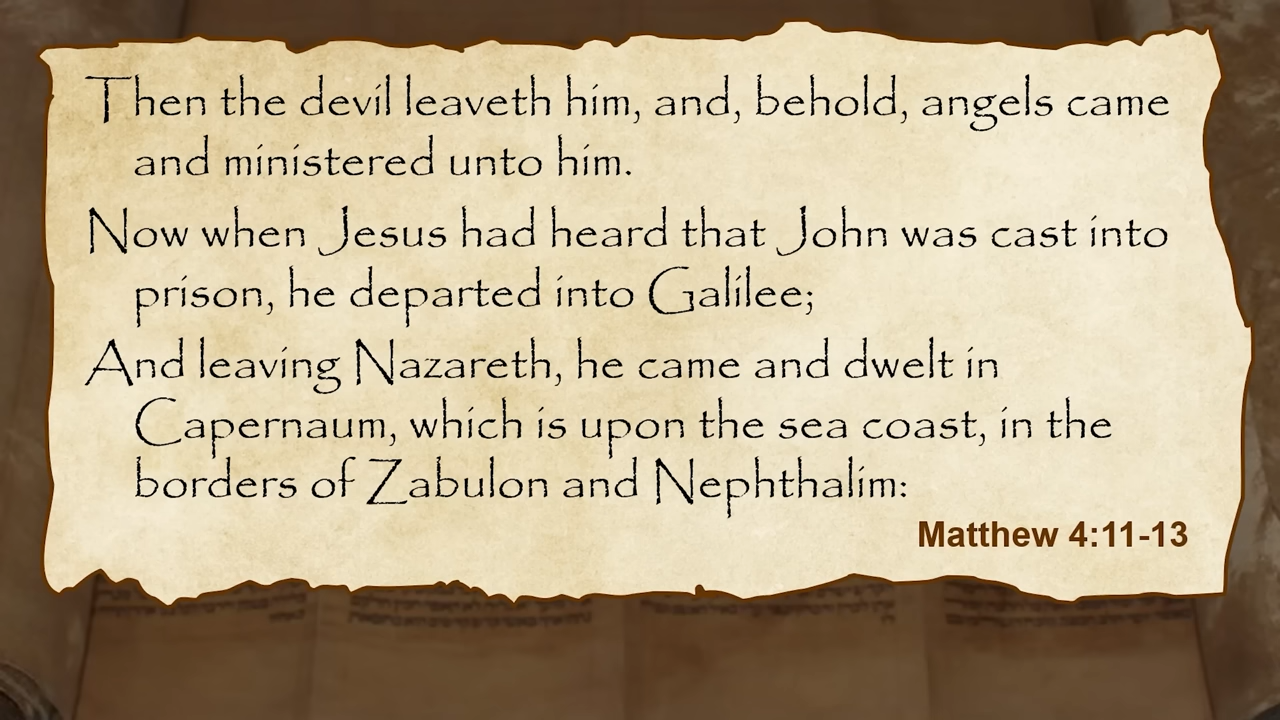 Then the devil leaveth him, and, behold, angels came
and ministered unto him.
Now when Jesus had heard that John was cast into
prison, he departed into Galilee;
And leaving Nazareth, he came and dwelt in
Capernaum, which is upon the sea coast, in the
borders of Zabulon and Nephthalim:
Matthew 4:11-13